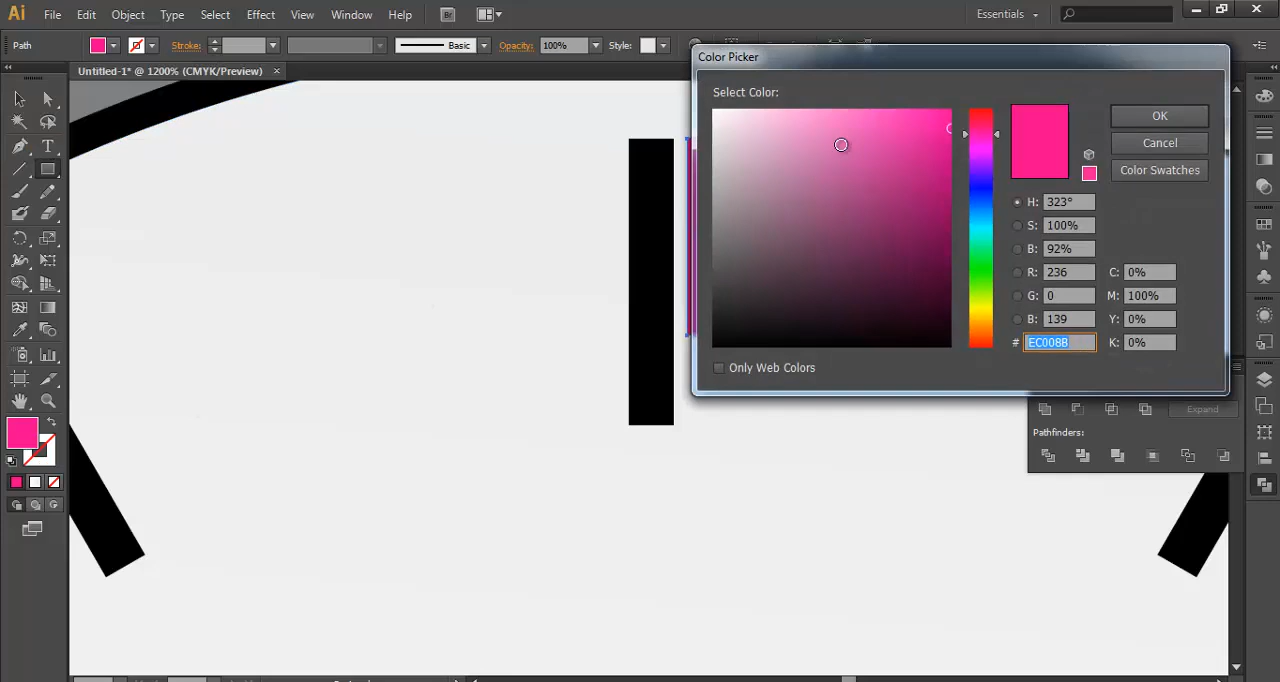 Ai File Edit Object Type Select Effect View Window Help Br Essentials
Path Stroke: Basic Opacity: 100% Style:
Untitled-1* @ 1200% (CMYK/Preview) ×
Color Picker
Select Color:
OK
Cancel
Color Swatches
H: 323°
S: 100%
B: 92%
R: 236 C: 0%
G: 0 M: 100%
B: 139 Y: 0%
# EC008B K: 0%
Only Web Colors
Expand
Pathfinders: